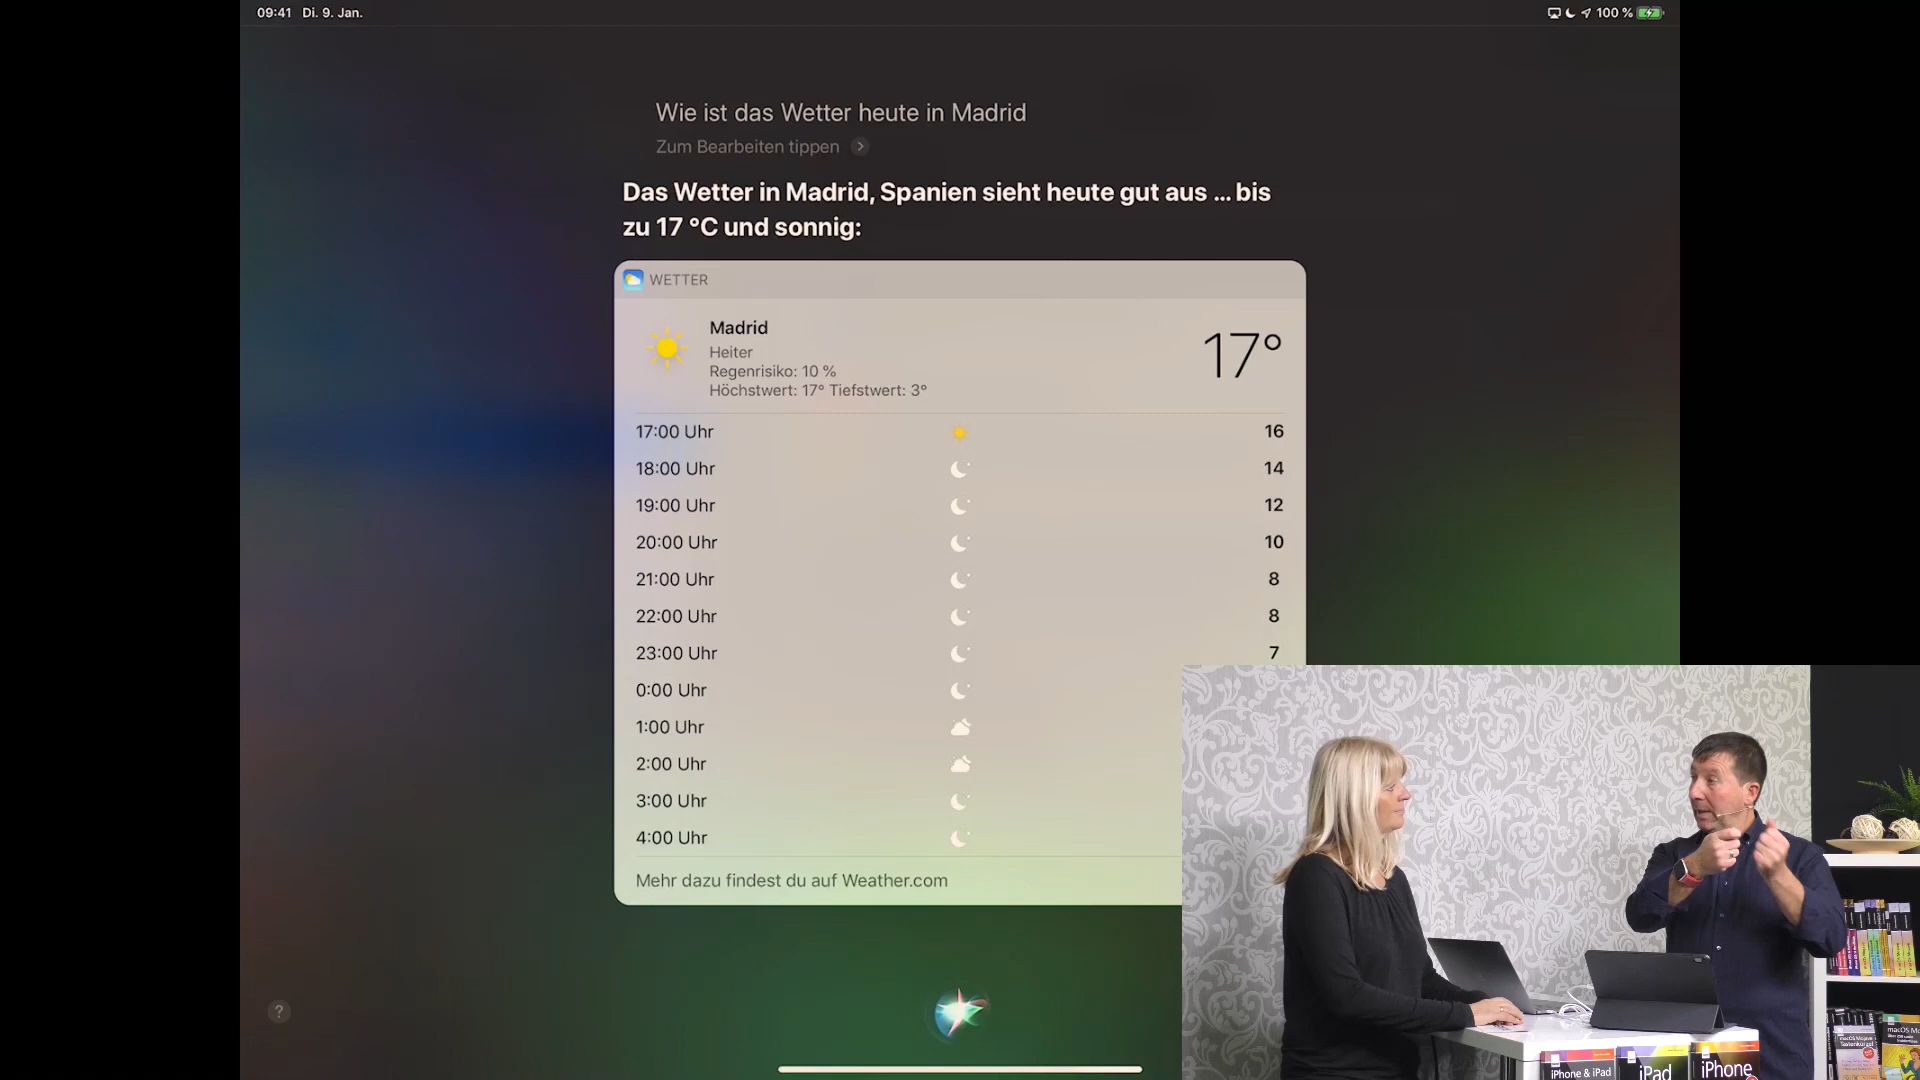 09:41 Di. 9. Jan.
100 %
Wie ist das Wetter heute in Madrid
Zum Bearbeiten tippen
Das Wetter in Madrid, Spanien sieht heute gut aus ... bis
zu 17 °C und sonnig:
WETTER
Madrid
Heiter
Regenrisiko: 10 %
Höchstwert: 17° Tiefstwert: 3°
17°
17:00 Uhr 16
18:00 Uhr 14
19:00 Uhr 12
20:00 Uhr 10
21:00 Uhr 8
22:00 Uhr 8
23:00 Uhr 7
0:00 Uhr
1:00 Uhr
2:00 Uhr
3:00 Uhr
4:00 Uhr
Mehr dazu findest du auf Weather.com
?
iPhone & iPad
iPad
iPhone
macOS Mojave
Tastenkürzel